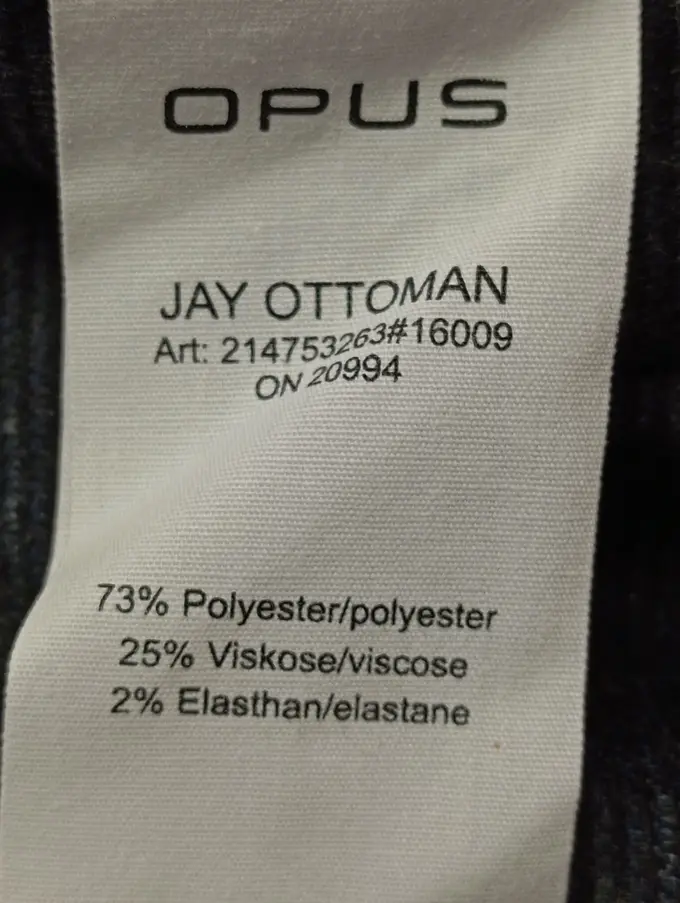 OPUS
JAY OTTOMAN
Art: 214753263#16009
ON 20994
73% Polyester/polyester
25% Viskose/viscose
2% Elasthan/elastane